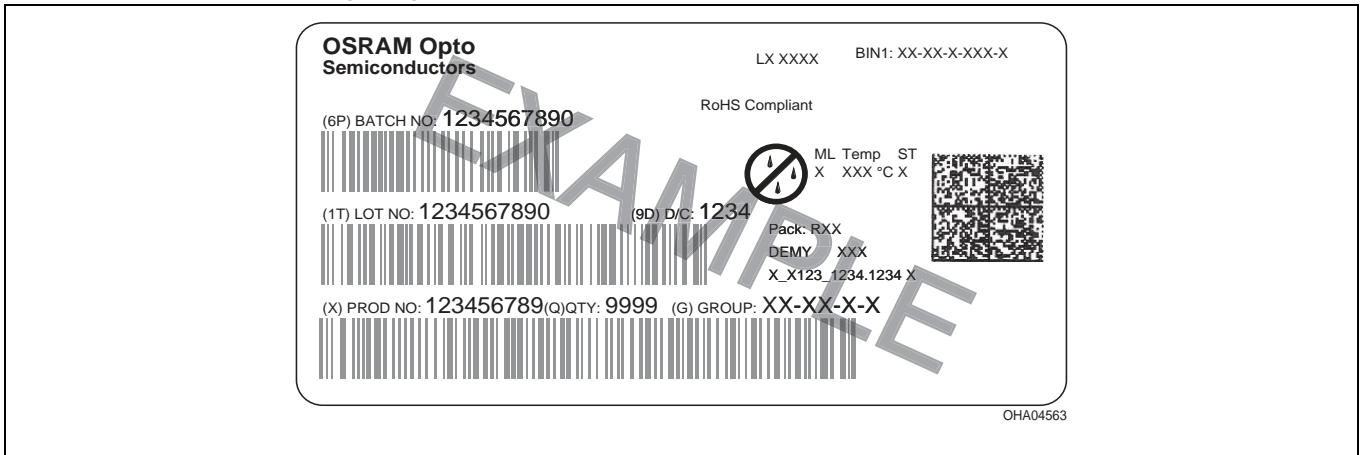 OSRAM Opto
Semiconductors
LX XXXX
BIN1: XX-XX-X-XXX-X
RoHS Compliant
(6P) BATCH NO: 1234567890
ML Temp ST
X XXX °C X
(1T) LOT NO: 1234567890 (9D) D/C: 1234
Pack: RXX
DEMY XXX
X_X123_1234.1234 X
(X) PROD NO: 123456789(Q)QTY: 9999 (G) GROUP: XX-XX-X-X
EXAMPLE
OHA04563